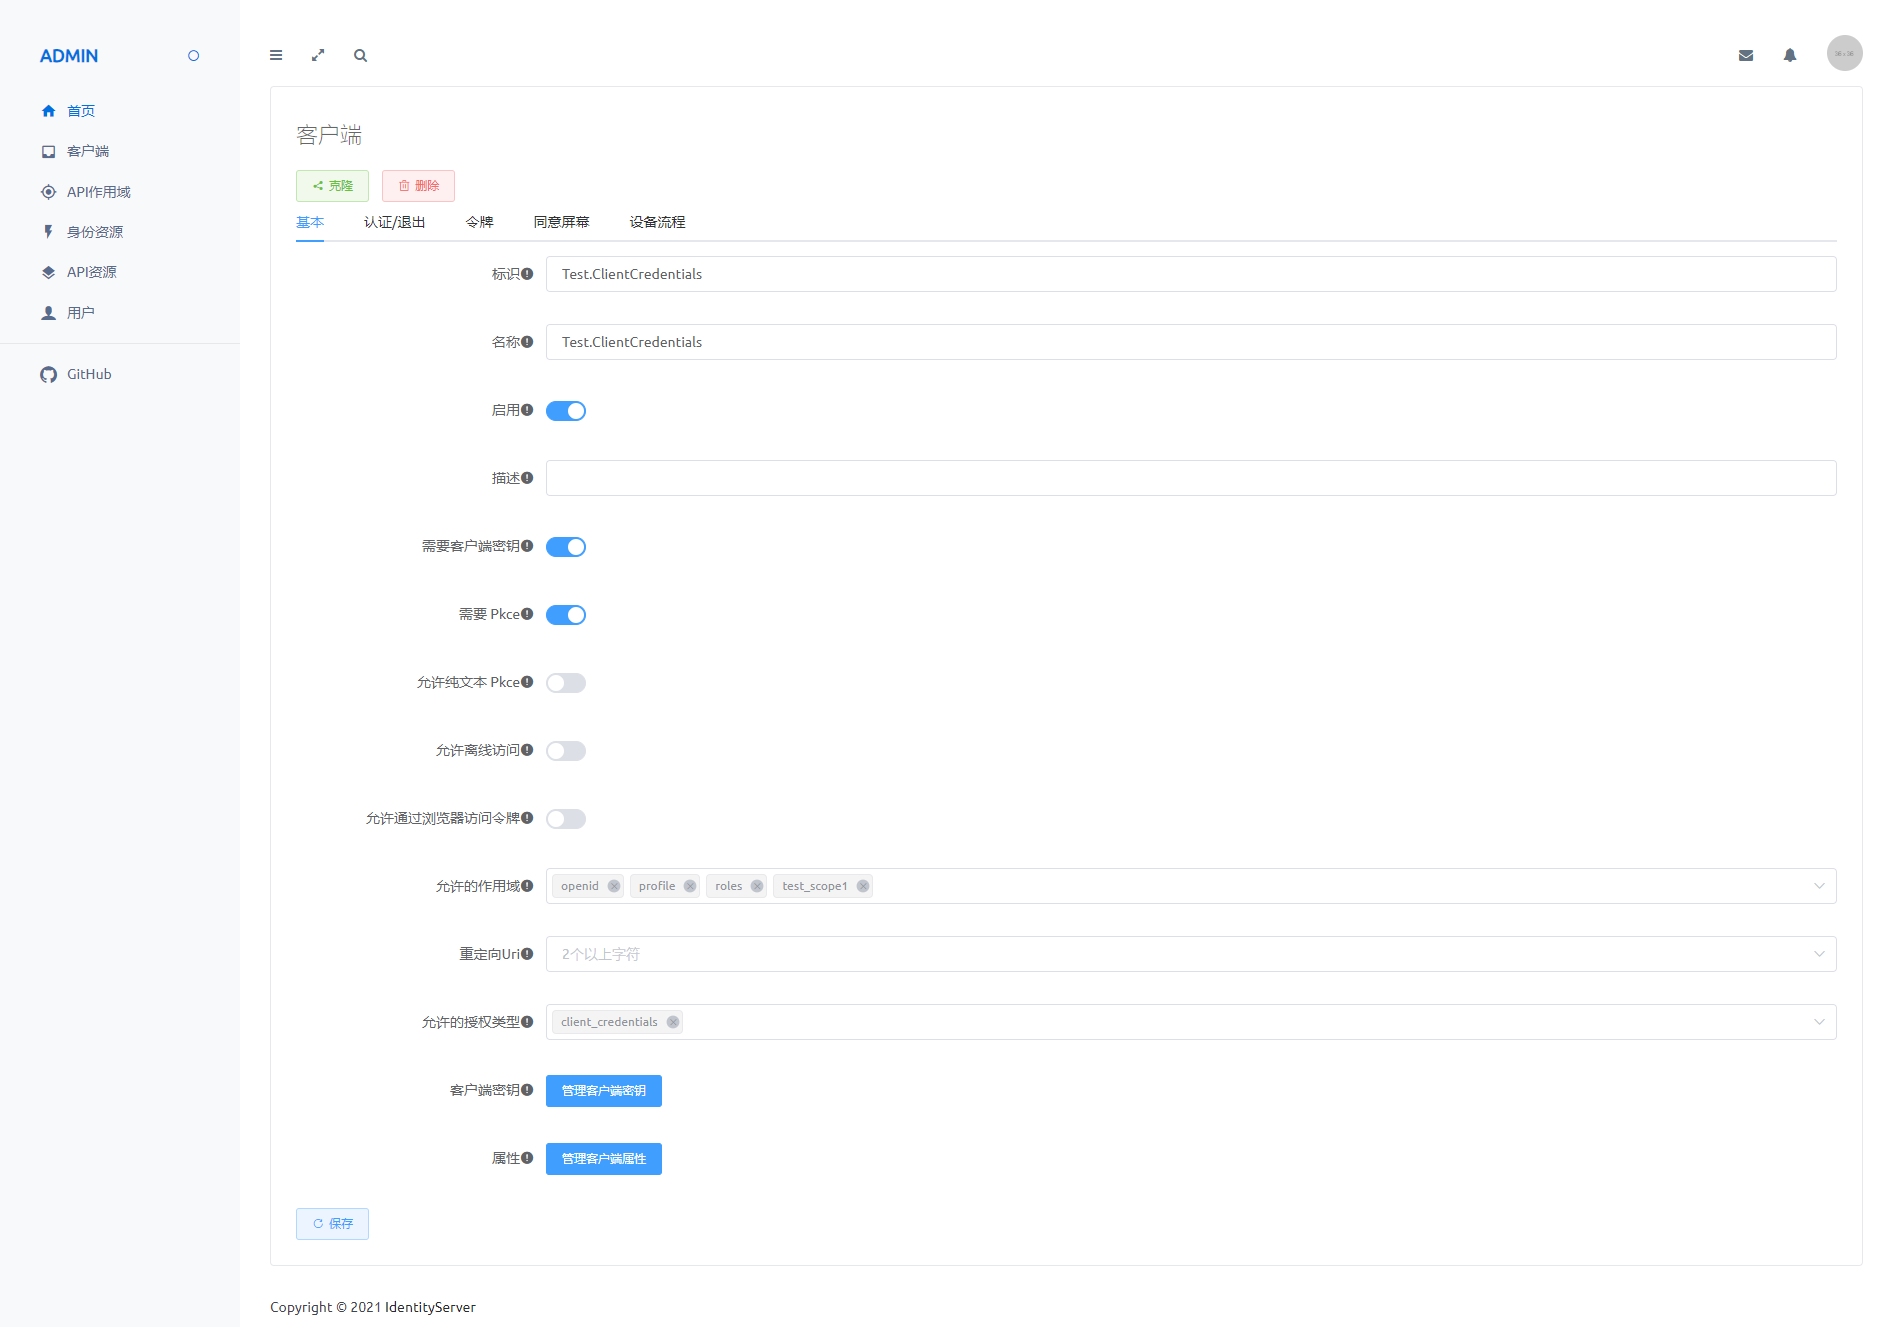 ADMIN
首页
客户端
API作用域
身份资源
API资源
用户
GitHub
客户端
克隆 删除
基本 认证/退出 令牌 同意屏幕 设备流程
标识 Test.ClientCredentials
名称 Test.ClientCredentials
启用
描述
需要客户端密钥
需要 Pkce
允许纯文本 Pkce
允许离线访问
允许通过浏览器访问令牌
允许的作用域 openid profile roles test_scope1
重定向Uri 2个以上字符
允许的授权类型 client_credentials
客户端密钥 管理客户端密钥
属性 管理客户端属性
保存
Copyright © 2021 IdentityServer